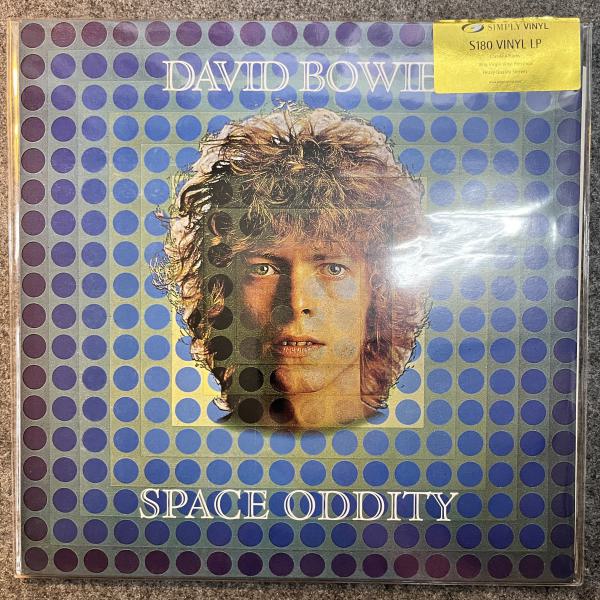 SIMPLY VINYL
S180 VINYL LP
DAVID BOWIE
SPACE ODDITY